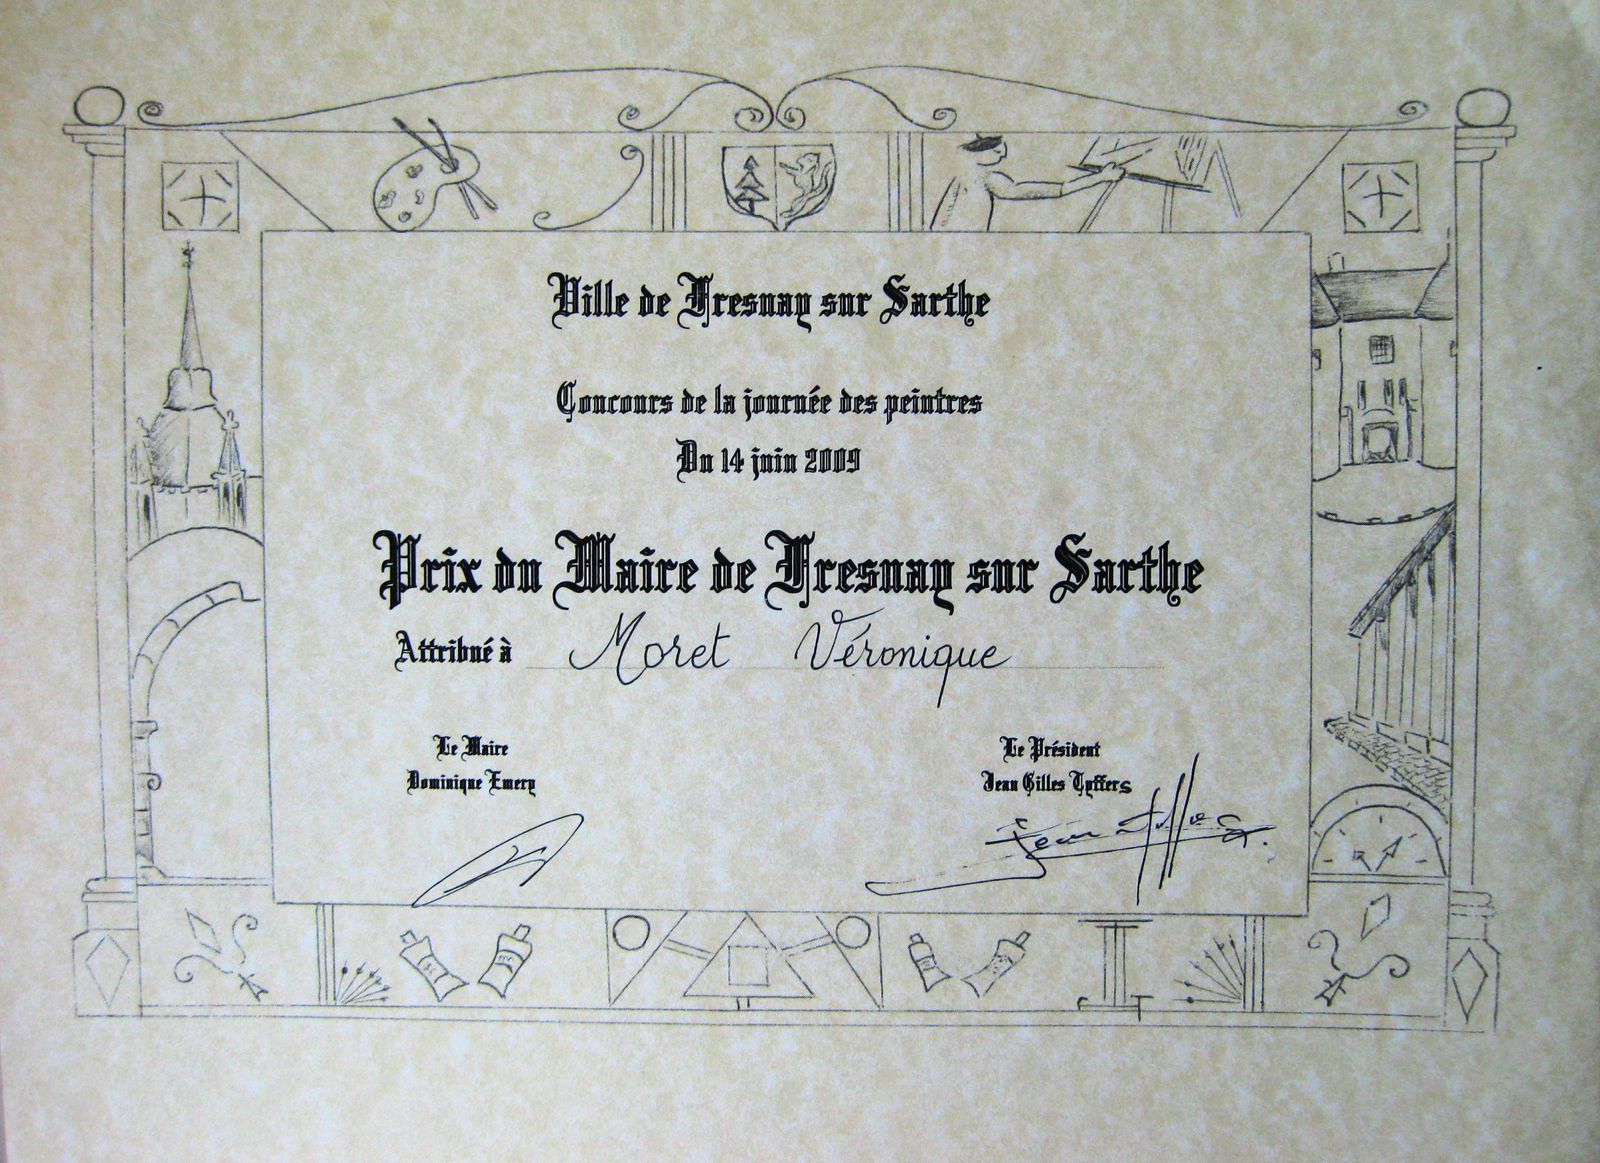 Ville de Fresnay sur Sarthe
Concours de la journée des peintres
Du 14 juin 2009
Prix du Maire de Fresnay sur Sarthe
Attribué à Moret Véronique
Le Maire
Dominique Emery
Le Président
Jean Gilles Tyffers